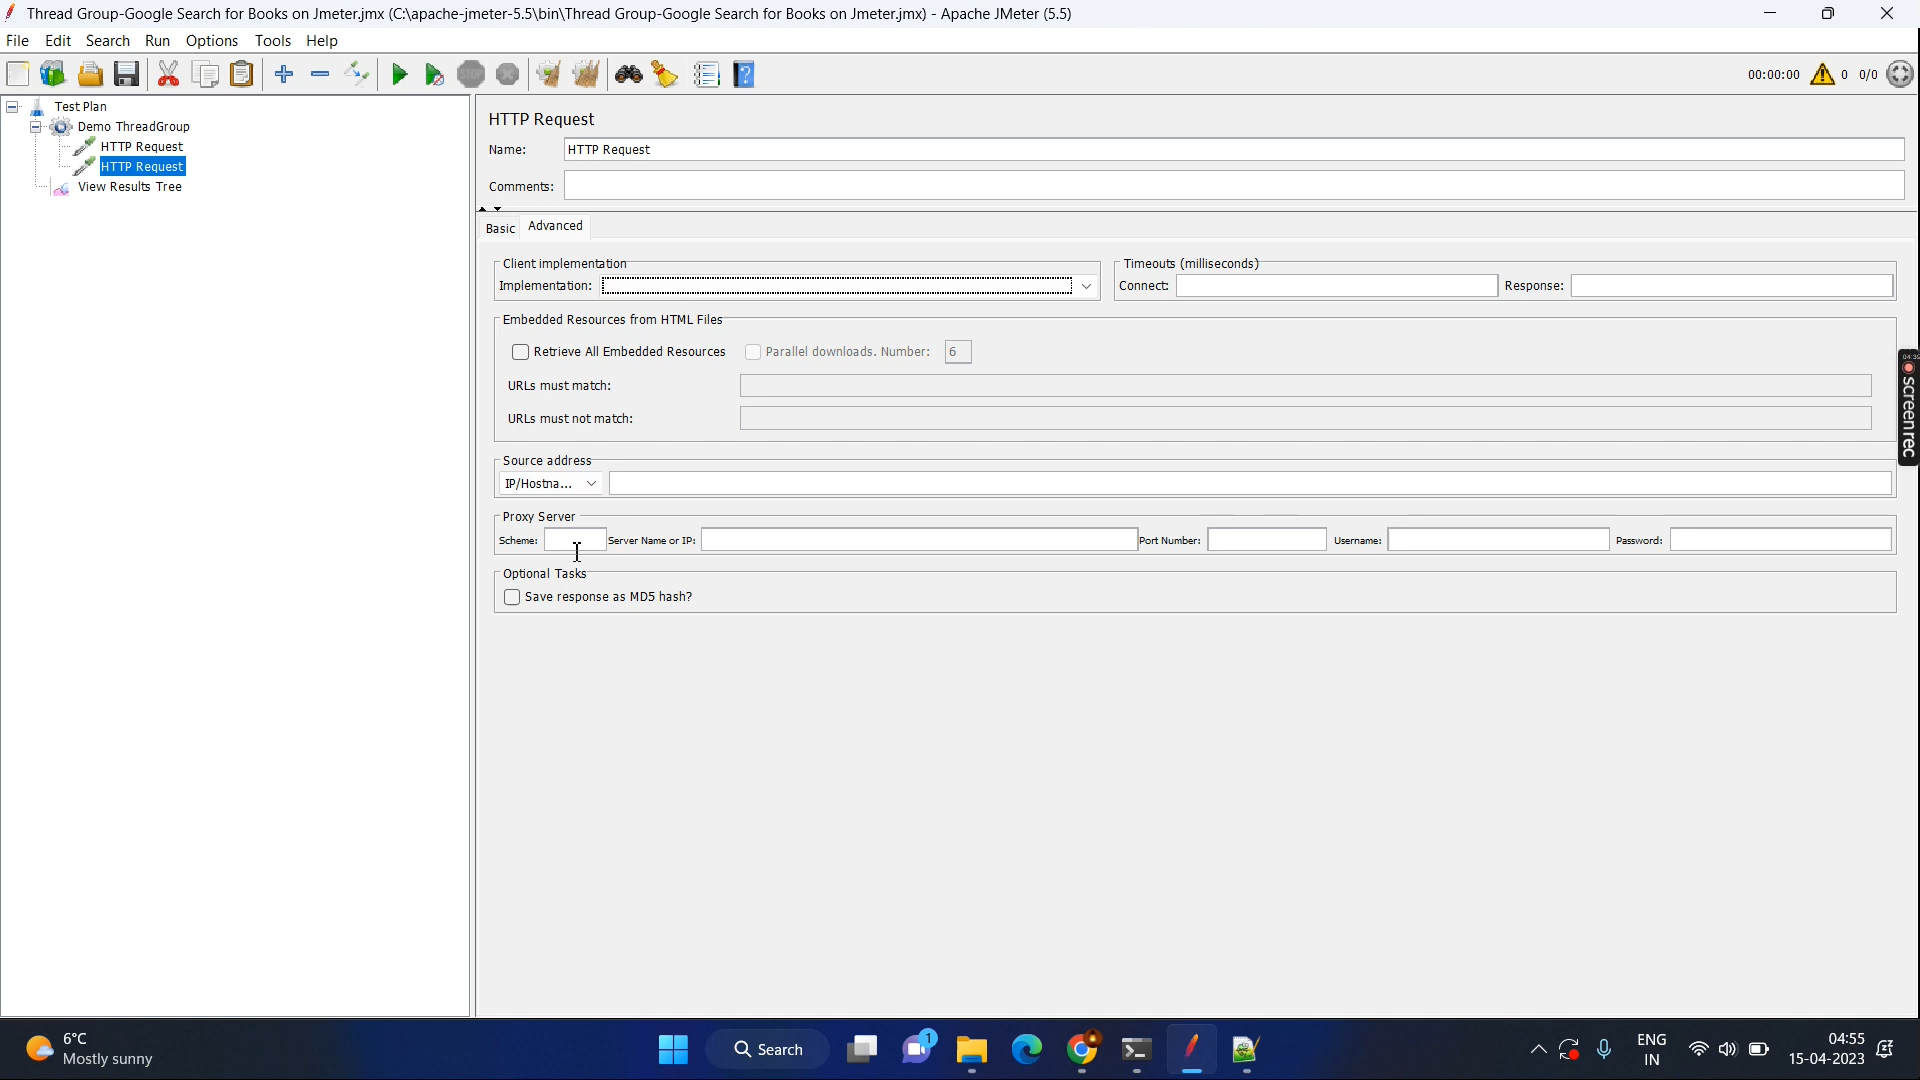 Thread Group-Google Search for Books on Jmeter.jmx (C:\apache-jmeter-5.5\bin\Thread Group-Google Search for Books on Jmeter.jmx) - Apache JMeter (5.5)
File Edit Search Run Options Tools Help
00:00:00 0 0/0
Test Plan
Demo ThreadGroup
HTTP Request
HTTP Request
View Results Tree
HTTP Request
Name: HTTP Request
Comments:
Basic Advanced
Client implementation
Implementation:
Timeouts (milliseconds)
Connect: Response:
Embedded Resources from HTML Files
Retrieve All Embedded Resources Parallel downloads. Number: 6
URLs must match:
URLs must not match:
Source address
IP/Hostna...
Proxy Server
Scheme: Server Name or IP: Port Number: Username: Password:
Optional Tasks
Save response as MD5 hash?
screenrec
6°C
Mostly sunny
Search
1
ENG
IN
04:55
15-04-2023